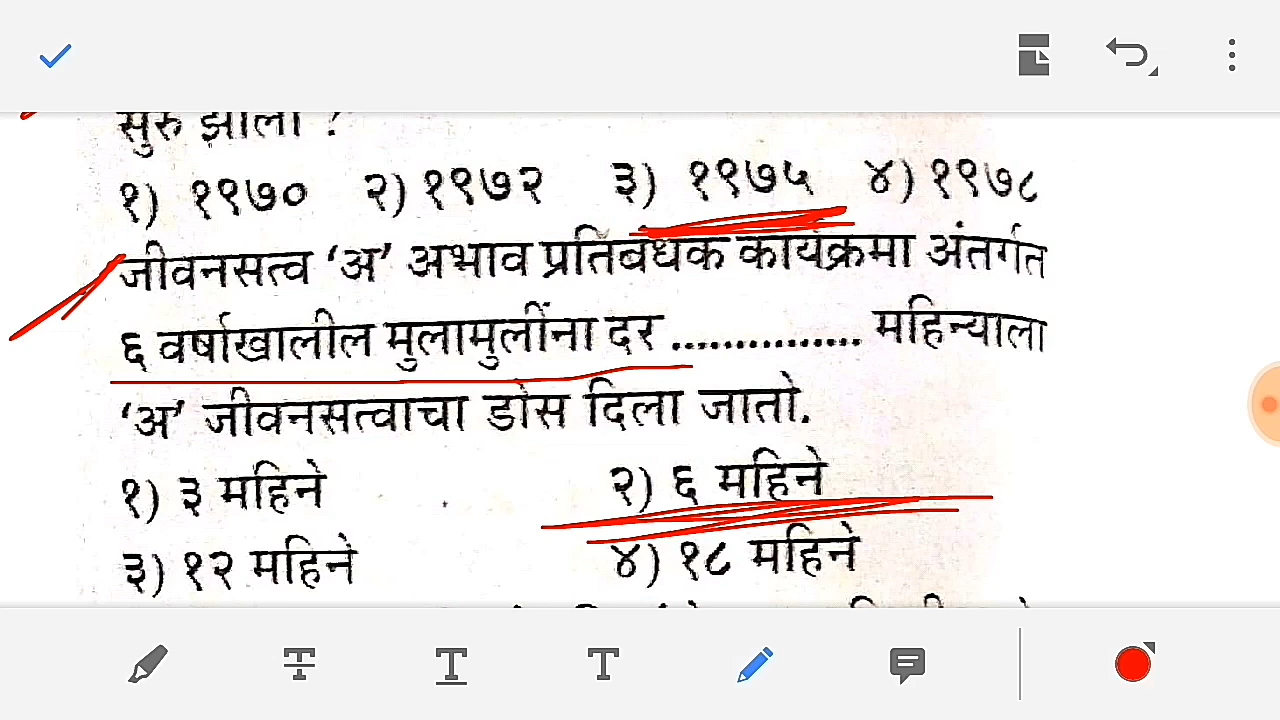 सुरु झाला ?
१) १९७० २) १९७२ ३) १९७५ ४) १९७८
जीवनसत्व ‘अ’ अभाव प्रतिबंधक कार्यक्रमा अंतर्गत
६ वर्षाखालील मुलामुलींना दर ............... महिन्याला
‘अ’ जीवनसत्वाचा डोस दिला जातो.
१) ३ महिने २) ६ महिने
३) १२ महिने ४) १८ महिने